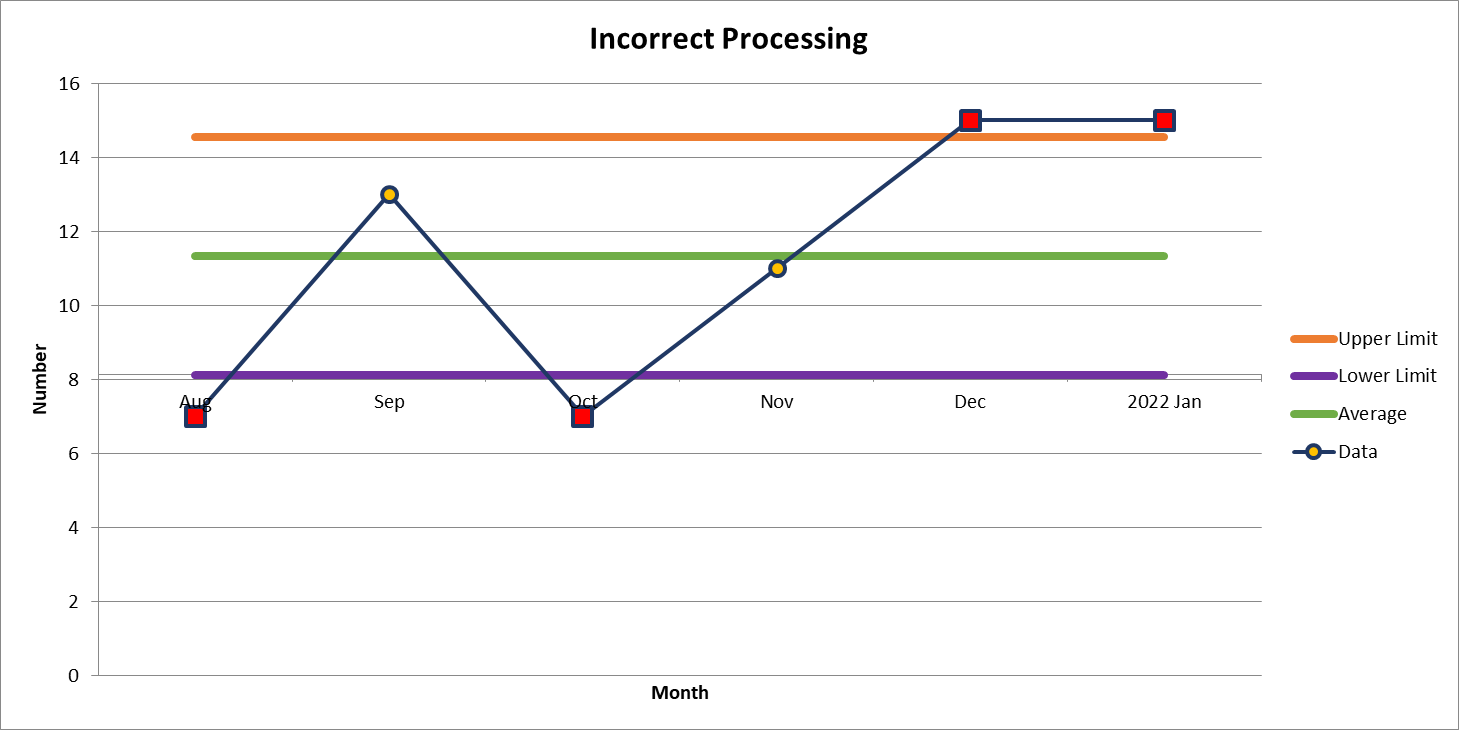 Incorrect Processing
16
14
12
10
8
6
4
2
0
Number
Aug
Sep
Oct
Nov
Dec
2022 Jan
Month
Upper Limit
Lower Limit
Average
Data